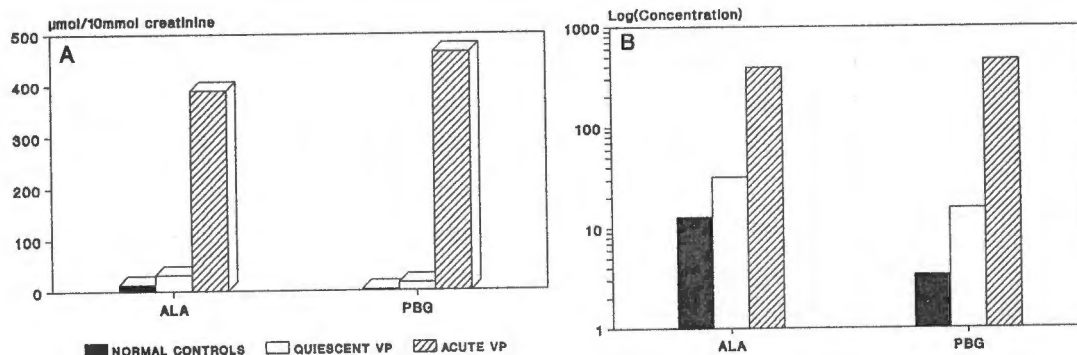 µmol/10mmol creatinine
A
500
400
300
200
100
0
ALA
PBG
NORMAL CONTROLS
QUIESCENT VP
ACUTE VP
Log(Concentration)
B
1000
100
10
1
ALA
PBG